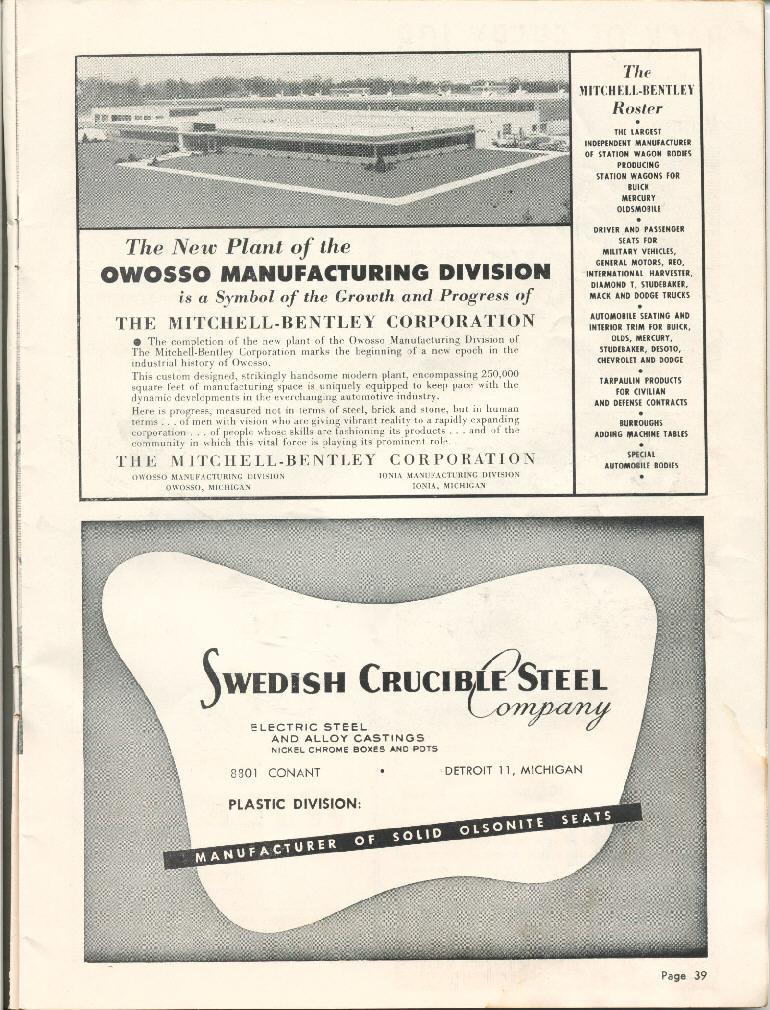 The New Plant of the
OWOSSO MANUFACTURING DIVISION
is a Symbol of the Growth and Progress of
THE MITCHELL-BENTLEY CORPORATION
● The completion of the new plant of the Owosso Manufacturing Division of
The Mitchell-Bentley Corporation marks the beginning of a new epoch in the
industrial history of Owosso.
This custom designed, strikingly handsome modern plant, encompassing 250,000
square feet of manufacturing space is uniquely equipped to keep pace with the
dynamic developments in the everchanging automotive industry.
Here is progress, measured not in terms of steel, brick and stone, but in human
terms . . . of men with vision who are giving vibrant reality to a rapidly expanding
corporation . . . of people whose skills are fashioning its products . . . and of the
community in which this vital force is playing its prominent role.
THE MITCHELL-BENTLEY CORPORATION
OWOSSO MANUFACTURING DIVISION
OWOSSO, MICHIGAN
IONIA MANUFACTURING DIVISION
IONIA, MICHIGAN
The
MITCHELL-BENTLEY
Roster
•
THE LARGEST
INDEPENDENT MANUFACTURER
OF STATION WAGON BODIES
PRODUCING
STATION WAGONS FOR
BUICK
MERCURY
OLDSMOBILE
•
DRIVER AND PASSENGER
SEATS FOR
MILITARY VEHICLES,
GENERAL MOTORS, REO,
INTERNATIONAL HARVESTER,
DIAMOND T, STUDEBAKER,
MACK AND DODGE TRUCKS
•
AUTOMOBILE SEATING AND
INTERIOR TRIM FOR BUICK,
OLDS, MERCURY,
STUDEBAKER, DESOTO,
CHEVROLET AND DODGE
•
TARPAULIN PRODUCTS
FOR CIVILIAN
AND DEFENSE CONTRACTS
•
BURROUGHS
ADDING MACHINE TABLES
•
SPECIAL
AUTOMOBILE BODIES
•
SWEDISH CRUCIBLE STEEL
Company
ELECTRIC STEEL
AND ALLOY CASTINGS
NICKEL CHROME BOXES AND POTS
8801 CONANT • DETROIT 11, MICHIGAN
PLASTIC DIVISION:
MANUFACTURER OF SOLID OLSONITE SEATS
Page 39